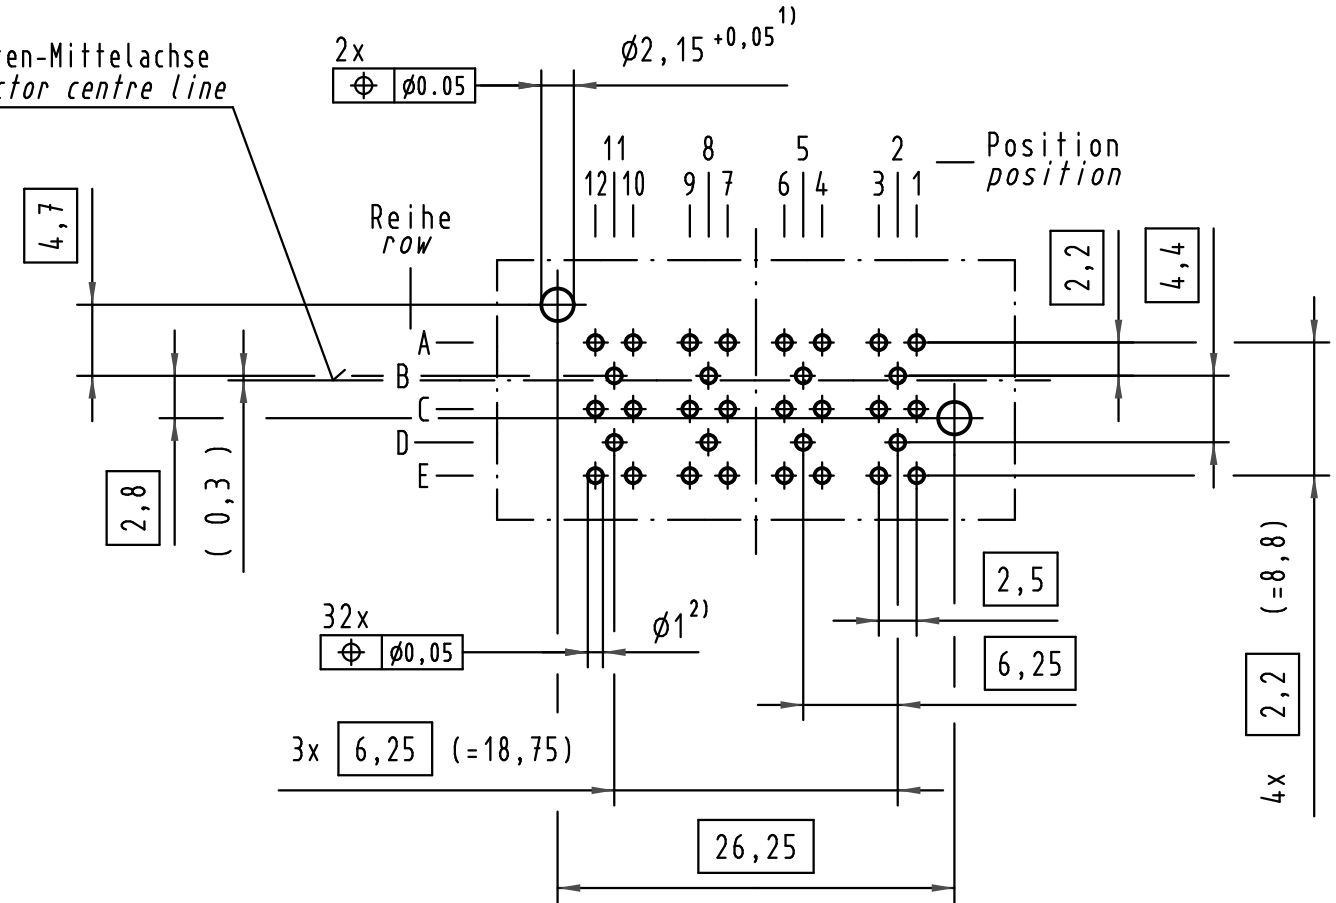 2x
⌖ ø0.05
ø2,15 +0,05 1)
ten-Mittelachse
ctor centre line
11 8 5 2
Position
position
12 10 9 7 6 4 3 1
4,7
Reihe
row
2,2
4,4
A
B
C
D
E
2,8
( 0,3 )
2,5
(=8,8)
32x
⌖ ø0,05
ø1 2)
6,25
3x 6,25 (=18,75)
2,2
4x
26,25